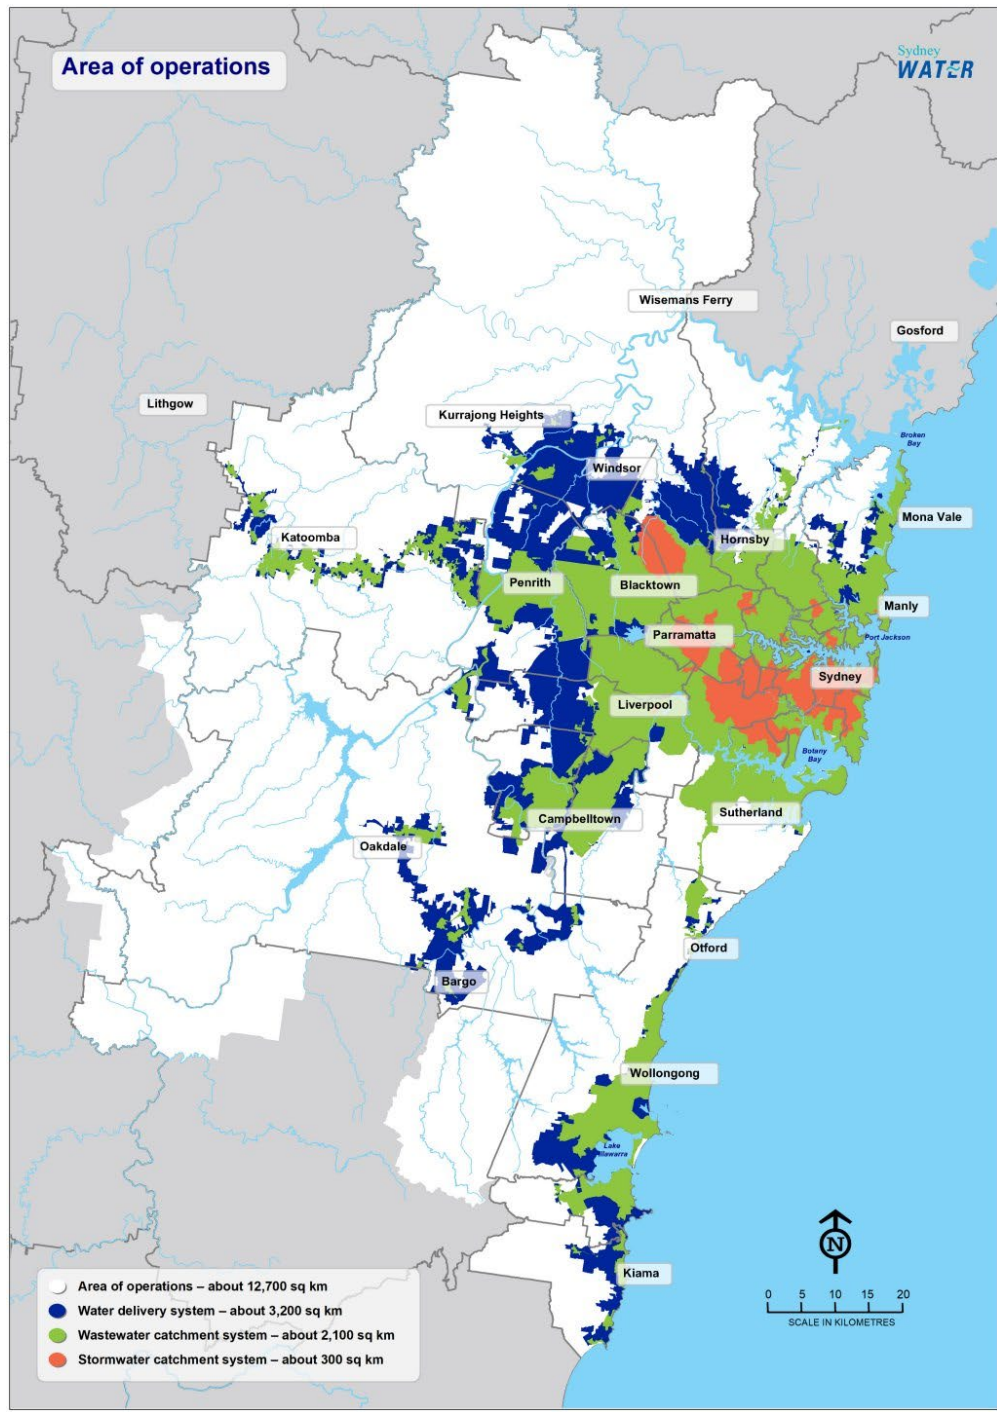 Area of operations
Sydney
WATER
Wisemans Ferry
Gosford
Lithgow
Kurrajong Heights
Broken
Bay
Windsor
Mona Vale
Katoomba
Hornsby
Penrith
Blacktown
Manly
Parramatta
Port Jackson
Sydney
Liverpool
Botany
Bay
Campbelltown
Sutherland
Oakdale
Otford
Bargo
Wollongong
Lake
Illawarra
N
Kiama
Area of operations – about 12,700 sq km
Water delivery system – about 3,200 sq km
Wastewater catchment system – about 2,100 sq km
Stormwater catchment system – about 300 sq km
0 5 10 15 20
SCALE IN KILOMETRES